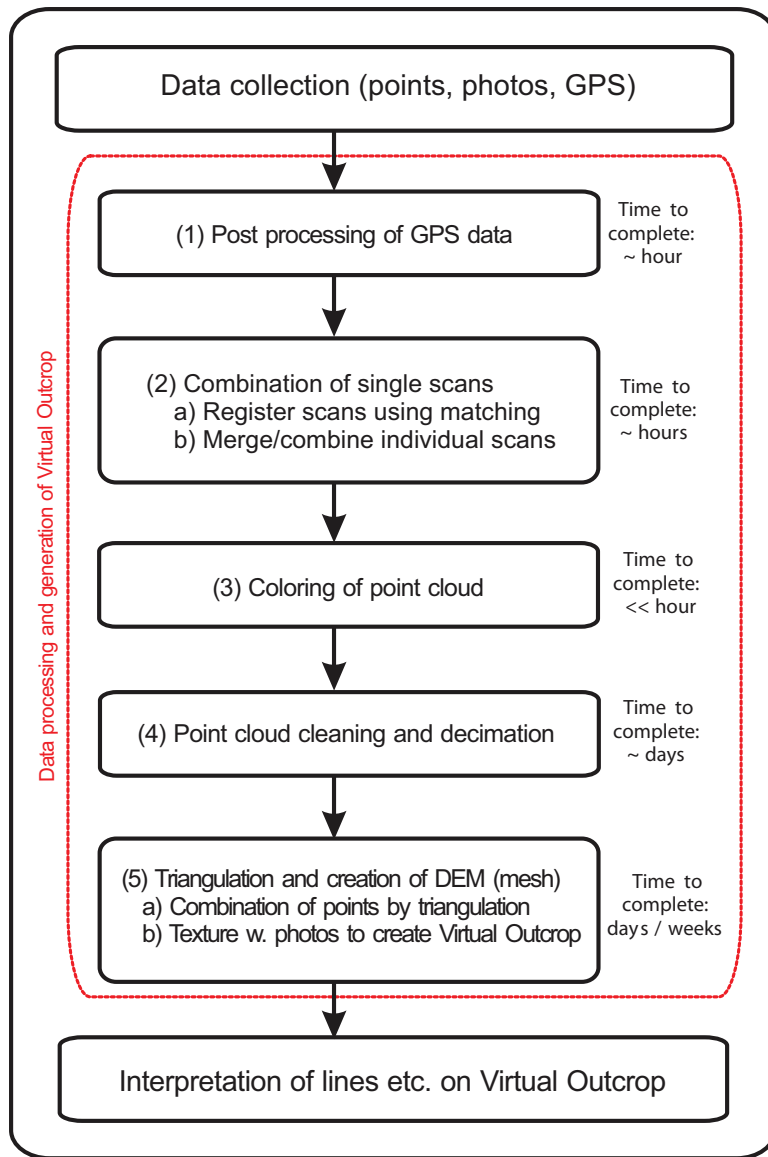 Data collection (points, photos, GPS)
Data processing and generation of Virtual Outcrop
(1) Post processing of GPS data
Time to
complete:
~ hour
(2) Combination of single scans
a) Register scans using matching
b) Merge/combine individual scans
Time to
complete:
~ hours
(3) Coloring of point cloud
Time to
complete:
<< hour
(4) Point cloud cleaning and decimation
Time to
complete:
~ days
(5) Triangulation and creation of DEM (mesh)
a) Combination of points by triangulation
b) Texture w. photos to create Virtual Outcrop
Time to
complete:
days / weeks
Interpretation of lines etc. on Virtual Outcrop